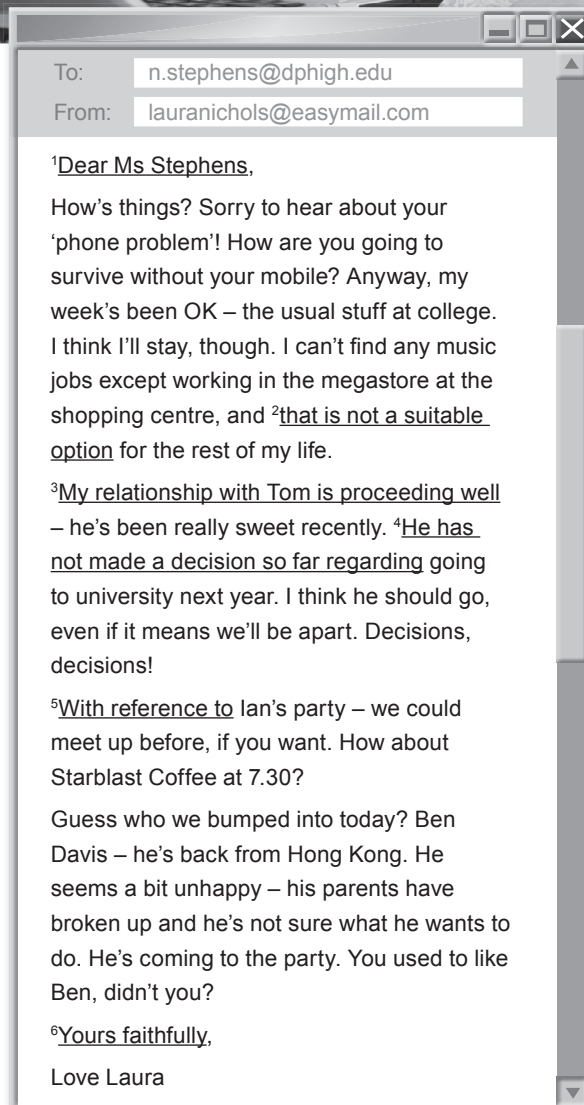 To: n.stephens@dphigh.edu
From: lauranichols@easymail.com
¹Dear Ms Stephens,
How’s things? Sorry to hear about your
‘phone problem’! How are you going to
survive without your mobile? Anyway, my
week’s been OK – the usual stuff at college.
I think I’ll stay, though. I can’t find any music
jobs except working in the megastore at the
shopping centre, and ²that is not a suitable
option for the rest of my life.
³My relationship with Tom is proceeding well
– he’s been really sweet recently. ⁴He has
not made a decision so far regarding going
to university next year. I think he should go,
even if it means we’ll be apart. Decisions,
decisions!
⁵With reference to Ian’s party – we could
meet up before, if you want. How about
Starblast Coffee at 7.30?
Guess who we bumped into today? Ben
Davis – he’s back from Hong Kong. He
seems a bit unhappy – his parents have
broken up and he’s not sure what he wants to
do. He’s coming to the party. You used to like
Ben, didn’t you?
⁶Yours faithfully,
Love Laura